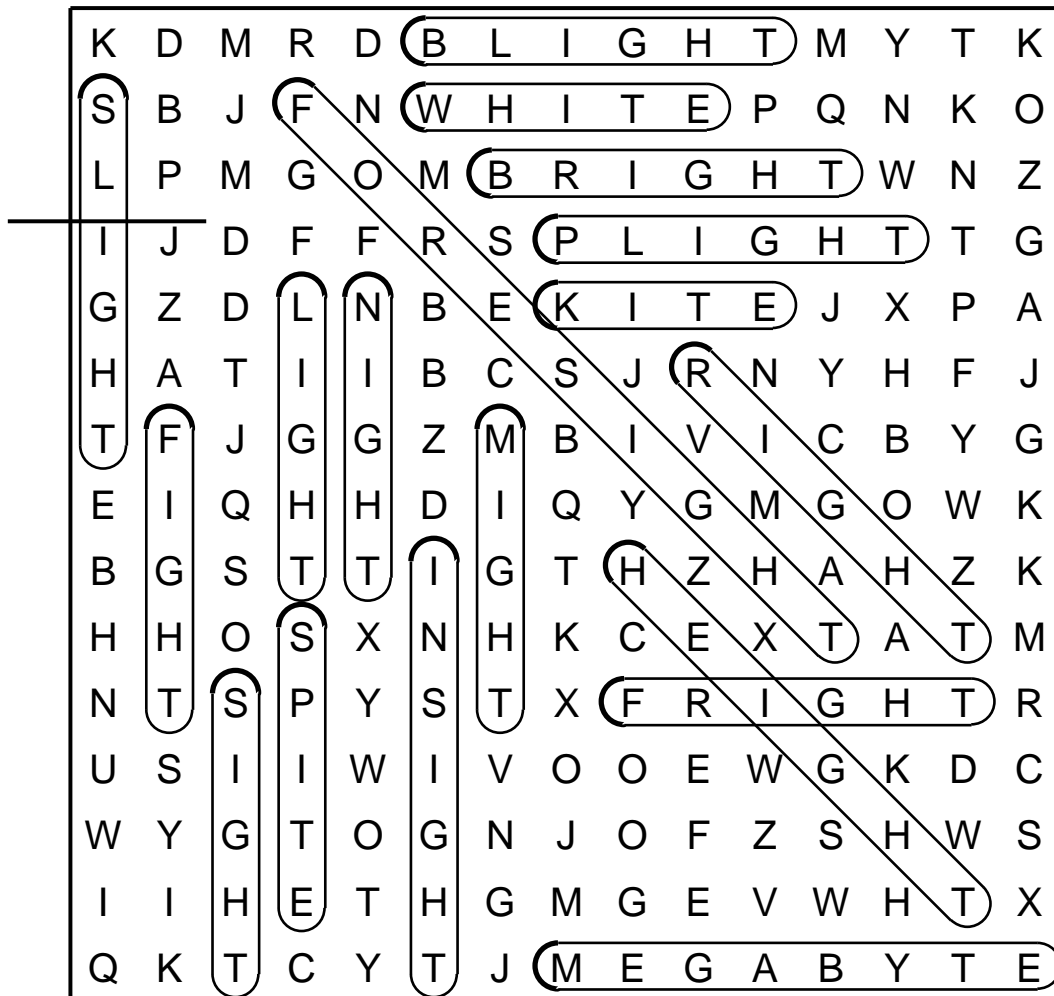 K D M R D B L I G H T M Y T K
S B J F N W H I T E P Q N K O
L P M G O M B R I G H T W N Z
I J D F F R S P L I G H T T G
G Z D L N B E K I T E J X P A
H A T I I B C S J R N Y H F J
T F J G G Z M B I V I C B Y G
E I Q H H D I Q Y G M G O W K
B G S T T I G T H Z H A H Z K
H H O S X N H K C E X T A T M
N T S P Y S T X F R I G H T R
U S I I W I V O O E W G K D C
W Y G T O G N J O F Z S H W S
I I H E T H G M G E V W H T X
Q K T C Y T J M E G A B Y T E